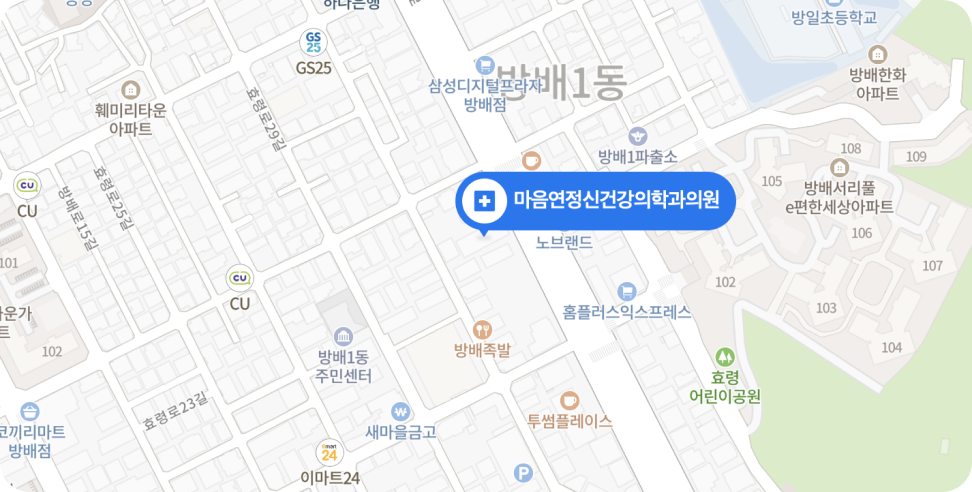 하나은행
방일초등학교
GS
25
GS25
방배1동
삼성디지털프라자
방배점
방배한화
아파트
훼미리타운
아파트
효령로29길
방배1파출소
108
109
105
방배서리풀
e편한세상아파트
106
107
CU
CU
방배로15길
효령로25길
마음연정신건강의학과의원
노브랜드
101
CU
CU
102
103
104
홈플러스익스프레스
102
방배1동
주민센터
방배족발
효령
어린이공원
효령로23길
새마을금고
투썸플레이스
코끼리마트
방배점
emart
24
이마트24
P